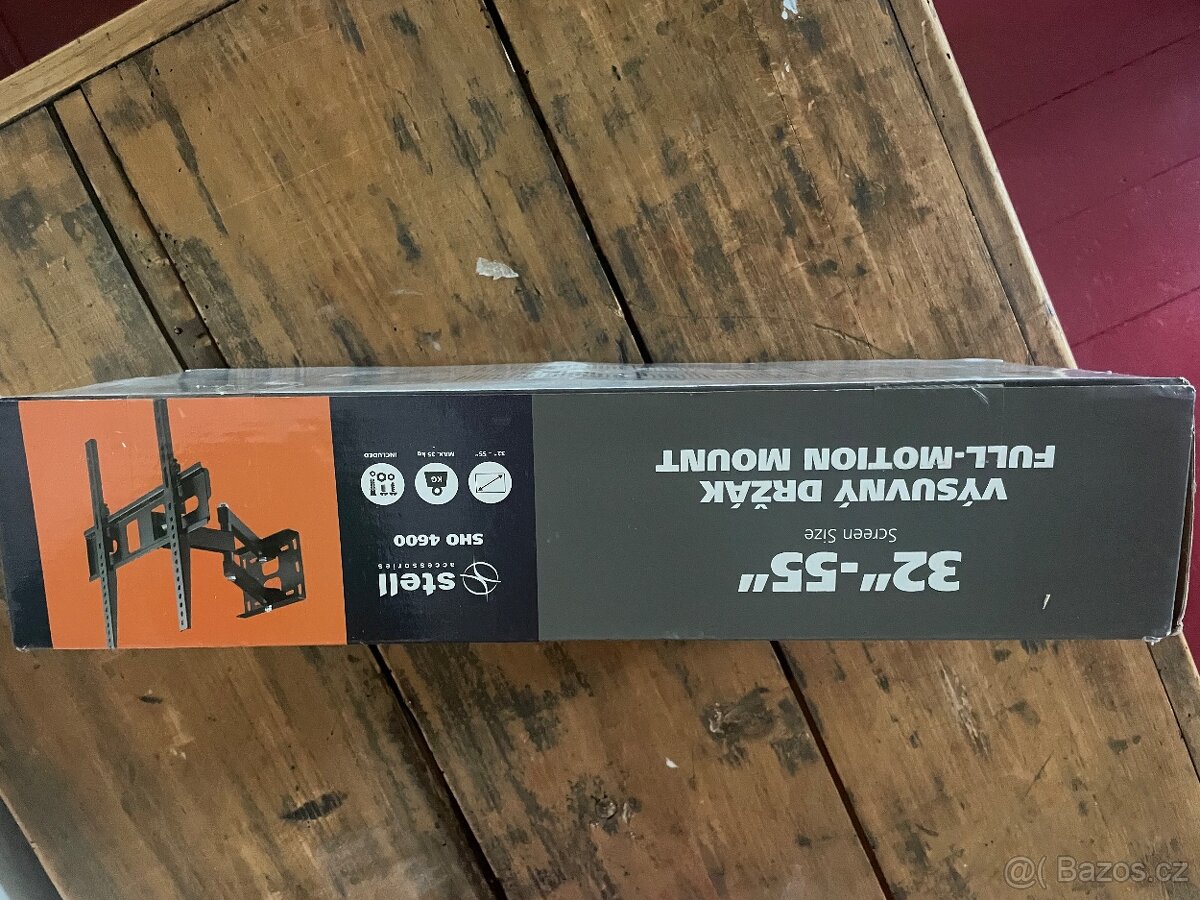 32"-55"
Screen Size
VÝSUVNÝ DRŽÁK
FULL-MOTION MOUNT
stell
accessories
SHO 4600
32" - 55"
MAX. 35 kg
INCLUDED
KG
@( Bazos.cz